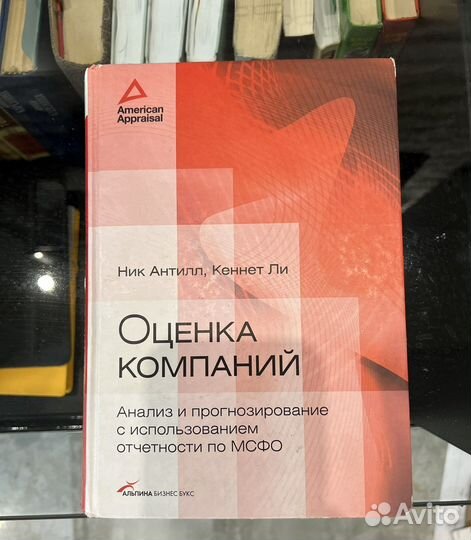 American
Appraisal
Ник Антилл, Кеннет Ли
Оценка
компаний
Анализ и прогнозирование
с использованием
отчетности по МСФО
АЛЬПИНА БИЗНЕС БУКС
Avito